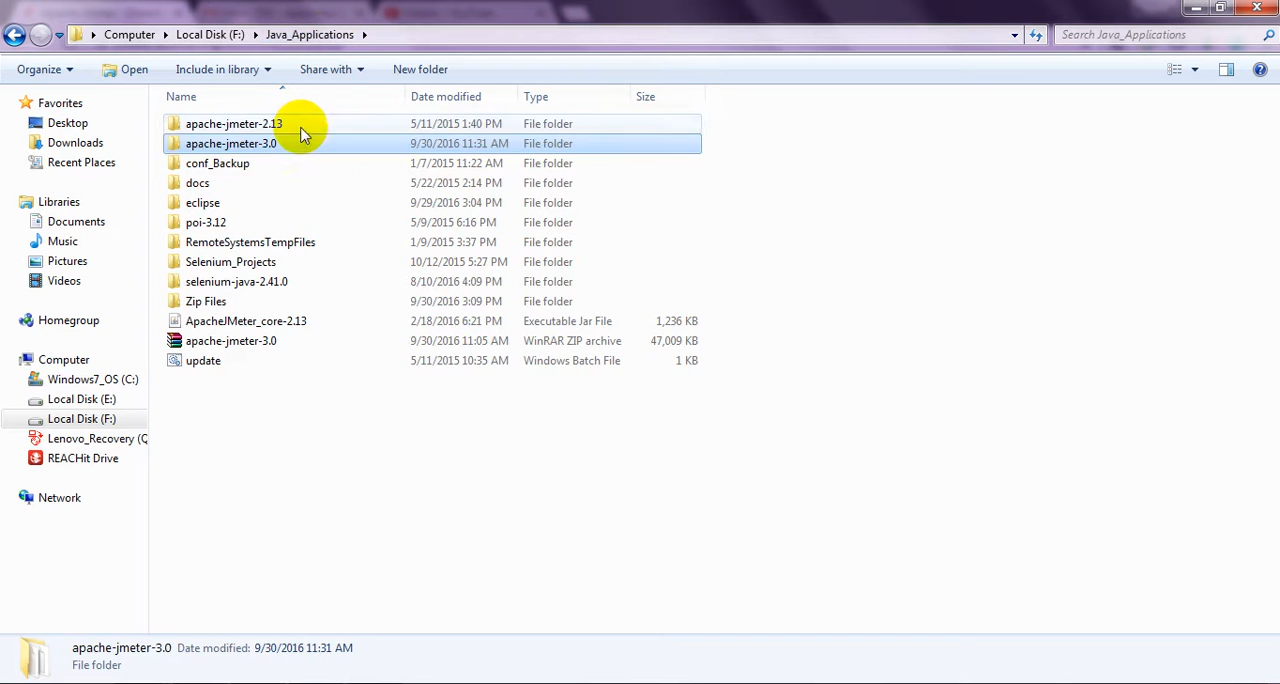 Computer Local Disk (F:) Java_Applications Search Java_Applications
Organize Open Include in library Share with New folder
Name Date modified Type Size
Favorites
Desktop
Downloads
Recent Places
Libraries
Documents
Music
Pictures
Videos
Homegroup
Computer
Windows7_OS (C:)
Local Disk (E:)
Local Disk (F:)
Lenovo_Recovery (Q
REACHit Drive
Network
apache-jmeter-2.13 5/11/2015 1:40 PM File folder
apache-jmeter-3.0 9/30/2016 11:31 AM File folder
conf_Backup 1/7/2015 11:22 AM File folder
docs 5/22/2015 2:14 PM File folder
eclipse 9/29/2016 3:04 PM File folder
poi-3.12 5/9/2015 6:16 PM File folder
RemoteSystemsTempFiles 1/9/2015 3:37 PM File folder
Selenium_Projects 10/12/2015 5:27 PM File folder
selenium-java-2.41.0 8/10/2016 4:09 PM File folder
Zip Files 9/30/2016 3:09 PM File folder
ApacheJMeter_core-2.13 2/18/2016 6:21 PM Executable Jar File 1,236 KB
apache-jmeter-3.0 9/30/2016 11:05 AM WinRAR ZIP archive 47,009 KB
update 5/11/2015 10:35 AM Windows Batch File 1 KB
apache-jmeter-3.0 Date modified: 9/30/2016 11:31 AM
File folder